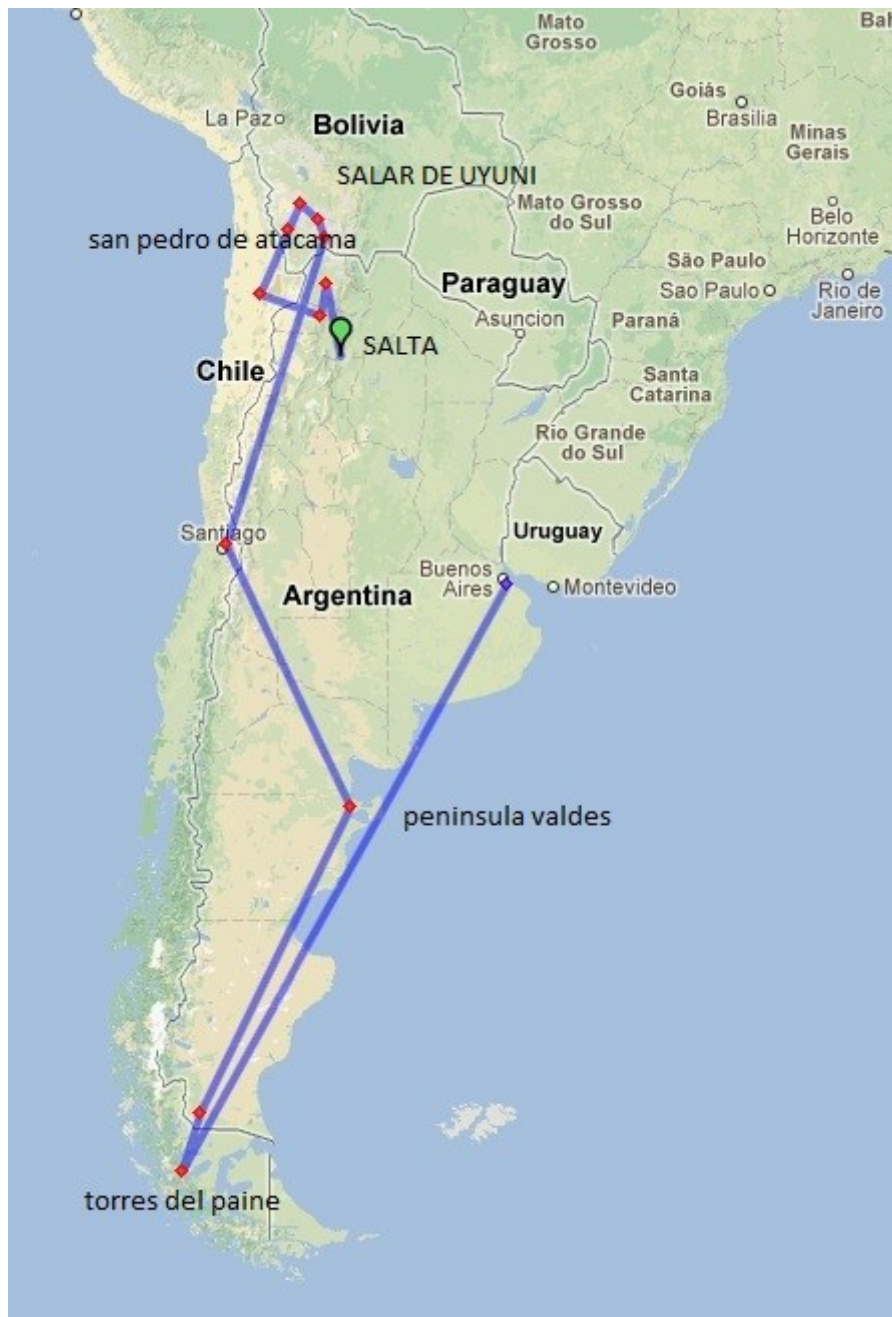 Mato
Grosso
Bah
Goiás
Brasilia
La Paz
Bolivia
Minas
Gerais
SALAR DE UYUNI
Mato Grosso
do Sul
Belo
Horizonte
san pedro de atacama
São Paulo
Paraguay
Sao Paulo
Rio de
Janeiro
Asuncion
Paraná
SALTA
Chile
Santa
Catarina
Rio Grande
do Sul
Santiago
Uruguay
Buenos
Aires
Argentina
Montevideo
peninsula valdes
torres del paine